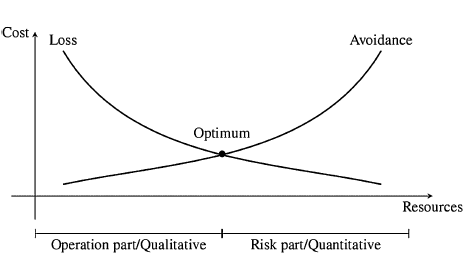 Cost
Loss
Avoidance
Optimum
Resources
Operation part/Qualitative
Risk part/Quantitative